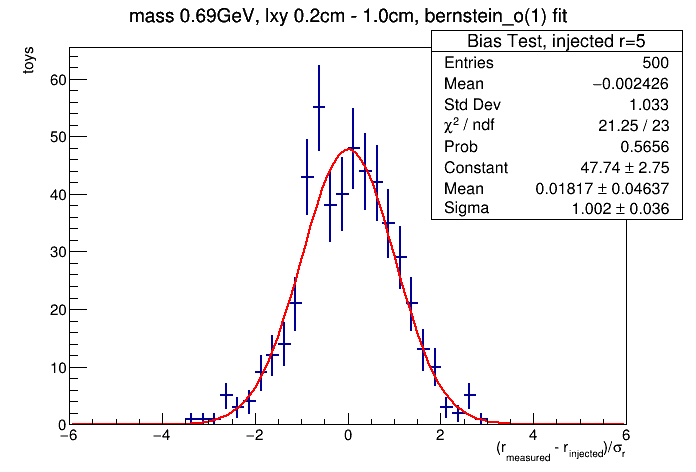 mass 0.69GeV, lxy 0.2cm - 1.0cm, bernstein_o(1) fit
toys
Bias Test, injected r=5
Entries 500
Mean −0.002426
Std Dev 1.033
χ² / ndf 21.25 / 23
Prob 0.5656
Constant 47.74 ± 2.75
Mean 0.01817 ± 0.04637
Sigma 1.002 ± 0.036
60
50
40
30
20
10
0
−6 −4 −2 0 2 4 6
(r_measured - r_injected)/σ_r